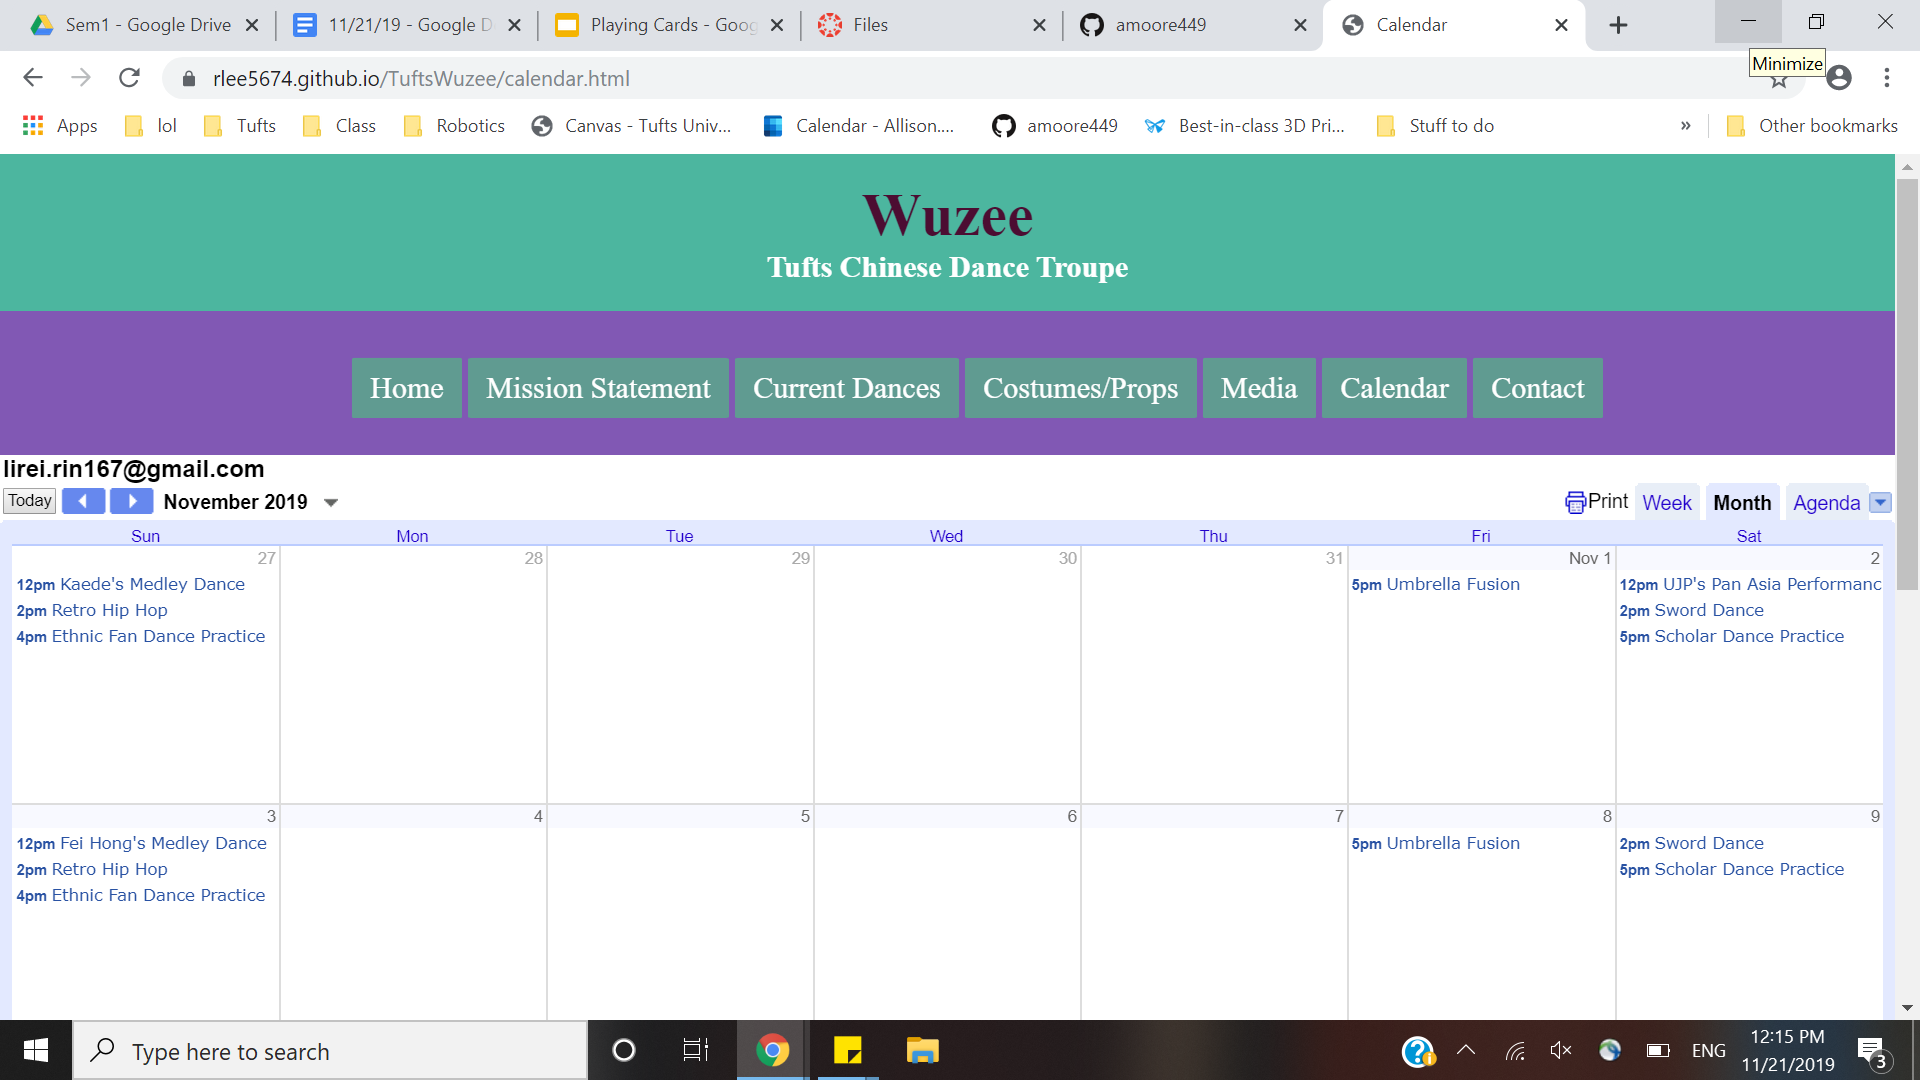 Sem1 - Google Drive
11/21/19 - Google D
Playing Cards - Goog
Files
amoore449
Calendar
Minimize
rlee5674.github.io/TuftsWuzee/calendar.html
Apps
lol
Tufts
Class
Robotics
Canvas - Tufts Univ...
Calendar - Allison....
amoore449
Best-in-class 3D Pri...
Stuff to do
»
Other bookmarks
Wuzee
Tufts Chinese Dance Troupe
Home
Mission Statement
Current Dances
Costumes/Props
Media
Calendar
Contact
lirei.rin167@gmail.com
Today
November 2019
Print
Week
Month
Agenda
Sun Mon Tue Wed Thu Fri Sat
27 28 29 30 31 Nov 1 2
12pm Kaede's Medley Dance
2pm Retro Hip Hop
4pm Ethnic Fan Dance Practice
5pm Umbrella Fusion
12pm UJP's Pan Asia Performanc
2pm Sword Dance
5pm Scholar Dance Practice
3 4 5 6 7 8 9
12pm Fei Hong's Medley Dance
2pm Retro Hip Hop
4pm Ethnic Fan Dance Practice
5pm Umbrella Fusion
2pm Sword Dance
5pm Scholar Dance Practice
Type here to search
ENG
12:15 PM
11/21/2019
3